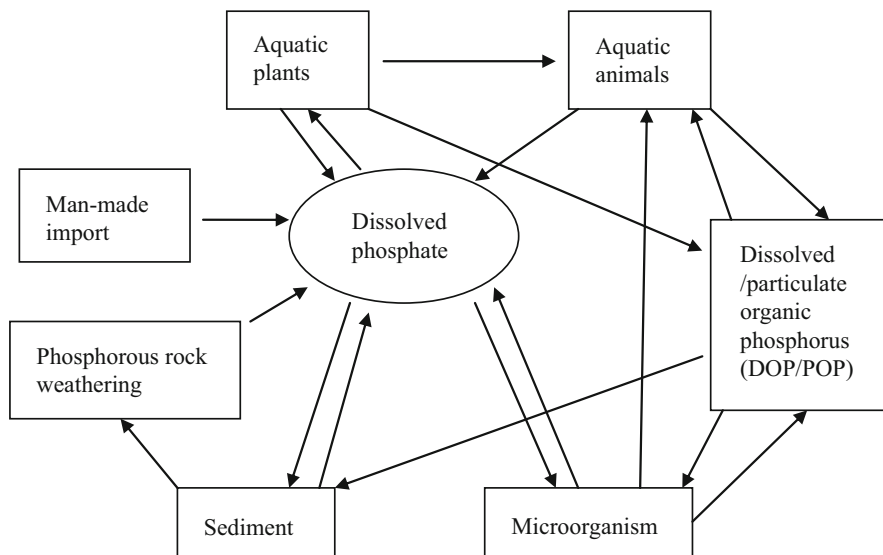 Aquatic
plants
Aquatic
animals
Man-made
import
Dissolved
phosphate
Dissolved
/particulate
organic
phosphorus
(DOP/POP)
Phosphorous rock
weathering
Sediment
Microorganism